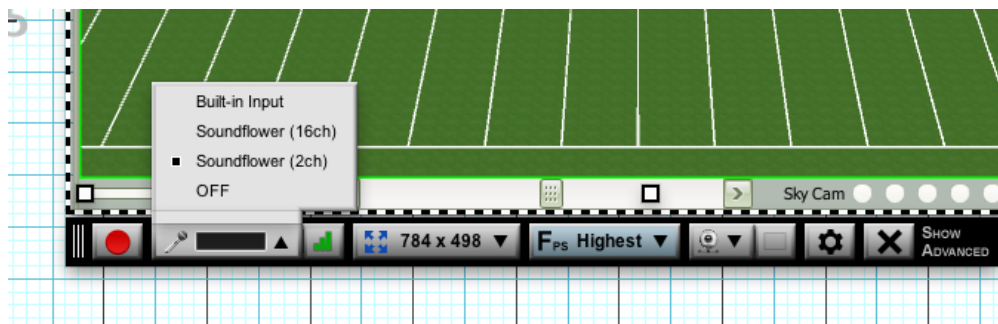 Built-in Input
Soundflower (16ch)
Soundflower (2ch)
OFF
Sky Cam
784 x 498
FPS Highest
SHOW
ADVANCED